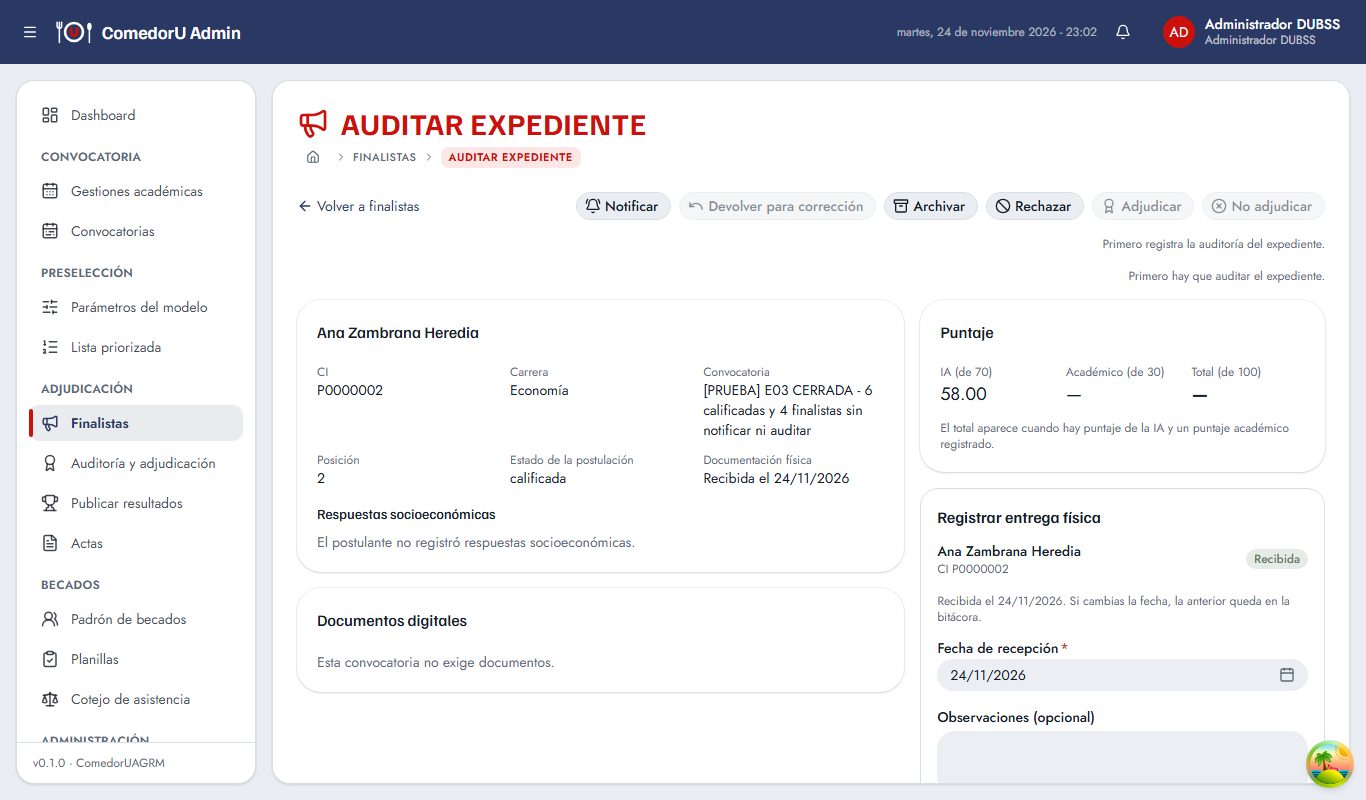 ComedorU Admin
martes, 24 de noviembre 2026 - 23:02
AD
Administrador DUBSS
Administrador DUBSS
Dashboard
CONVOCATORIA
Gestiones académicas
Convocatorias
PRESELECCIÓN
Parámetros del modelo
Lista priorizada
ADJUDICACIÓN
Finalistas
Auditoría y adjudicación
Publicar resultados
Actas
BECADOS
Padrón de becados
Planillas
Cotejo de asistencia
ADMINISTRACIÓN
v0.1.0 · ComedorUAGRM
AUDITAR EXPEDIENTE
FINALISTAS
AUDITAR EXPEDIENTE
Volver a finalistas
Notificar
Devolver para corrección
Archivar
Rechazar
Adjudicar
No adjudicar
Primero registra la auditoría del expediente.
Primero hay que auditar el expediente.
Ana Zambrana Heredia
CI
P0000002
Carrera
Economía
Convocatoria
[PRUEBA] E03 CERRADA - 6
calificadas y 4 finalistas sin
notificar ni auditar
Posición
2
Estado de la postulación
calificada
Documentación física
Recibida el 24/11/2026
Respuestas socioeconómicas
El postulante no registró respuestas socioeconómicas.
Documentos digitales
Esta convocatoria no exige documentos.
Puntaje
IA (de 70)
58.00
Académico (de 30)
—
Total (de 100)
—
El total aparece cuando hay puntaje de la IA y un puntaje académico
registrado.
Registrar entrega física
Ana Zambrana Heredia
CI P0000002
Recibida
Recibida el 24/11/2026. Si cambias la fecha, la anterior queda en la
bitácora.
Fecha de recepción *
24/11/2026
Observaciones (opcional)